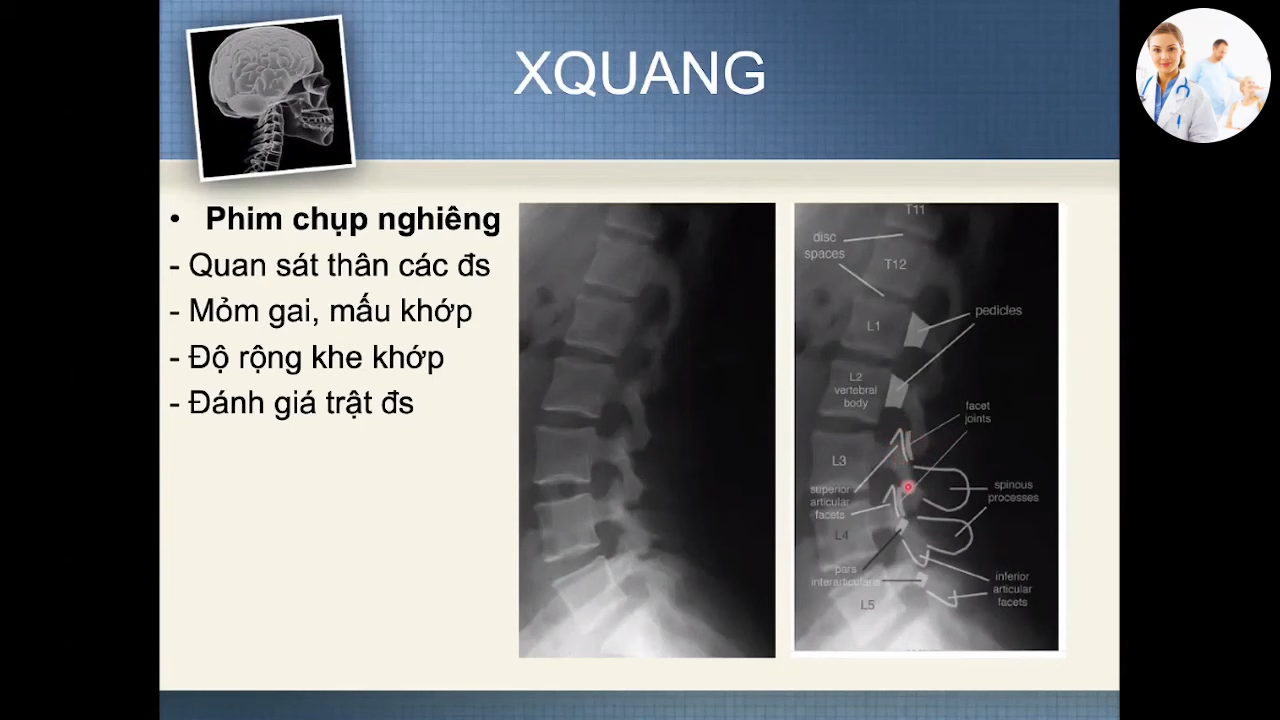 XQUANG
• Phim chụp nghiêng
- Quan sát thân các đs
- Mỏm gai, mấu khớp
- Độ rộng khe khớp
- Đánh giá trật đs
T11
disc
spaces
T12
L1
pedicles
L2
vertebral
body
facet
joints
L3
superior
articular
facets
spinous
processes
L4
pars
interarticularar
inferior
articular
facets
L5